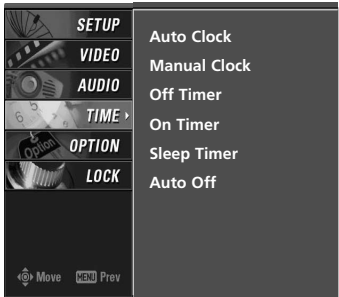 SETUP
VIDEO
AUDIO
TIME
OPTION
LOCK
Move MENU Prev
Auto Clock
Manual Clock
Off Timer
On Timer
Sleep Timer
Auto Off
Option